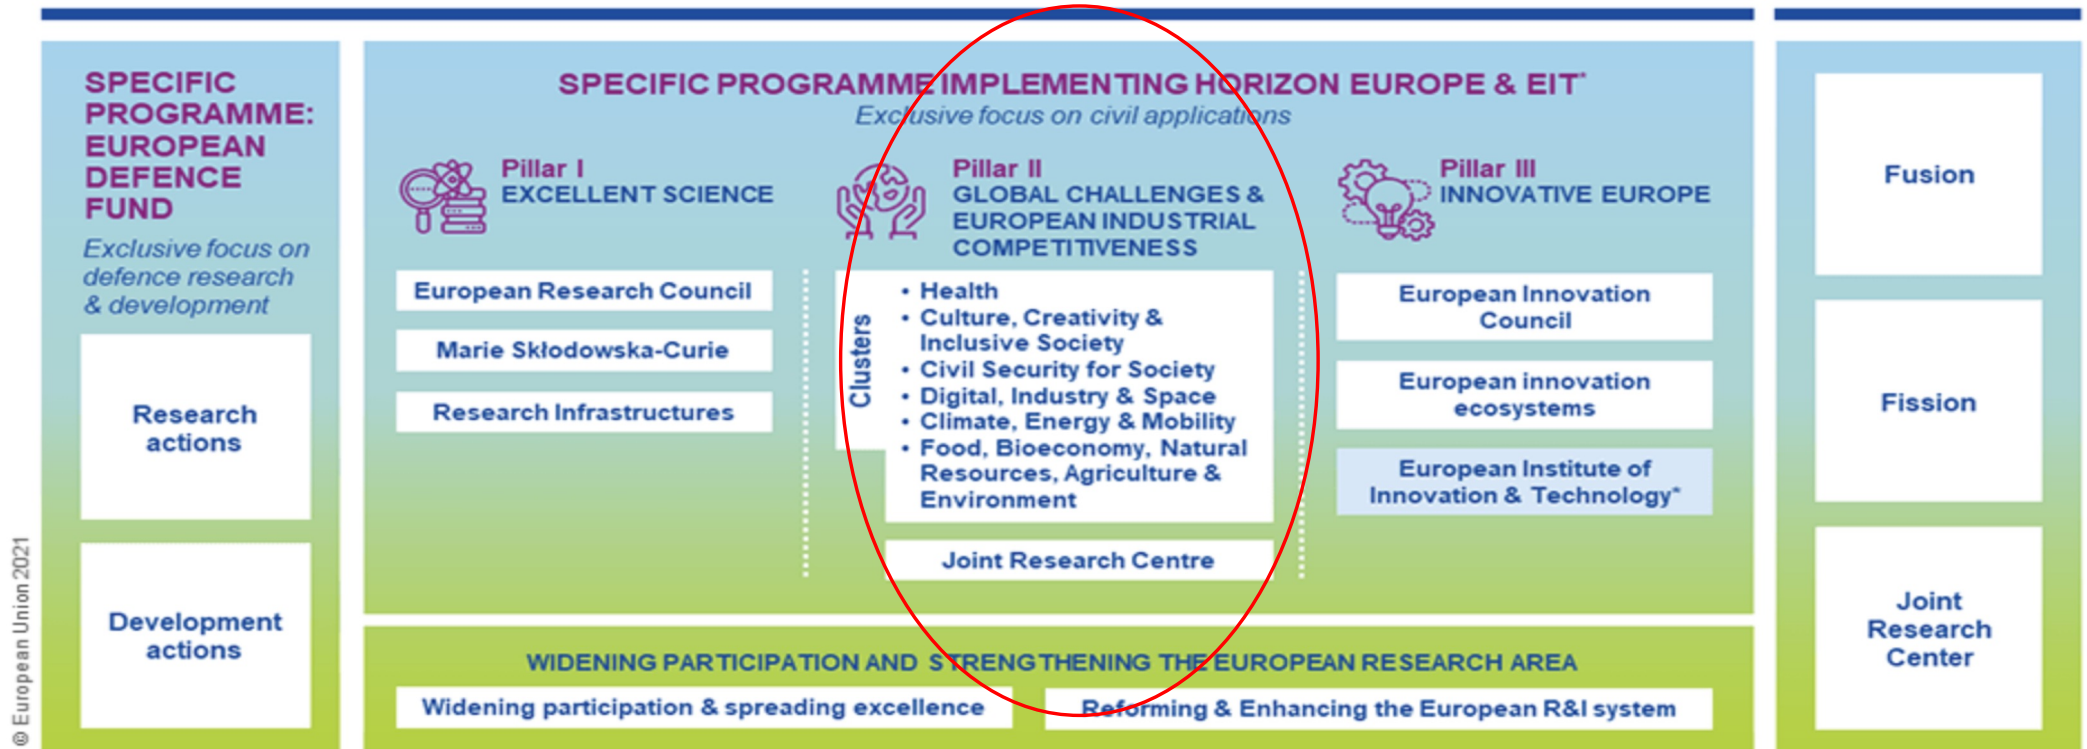 SPECIFIC
PROGRAMME:
EUROPEAN
DEFENCE
FUND
Exclusive focus on
defence research
& development
Research
actions
Development
actions
SPECIFIC PROGRAMME IMPLEMENTING HORIZON EUROPE & EIT*
Exclusive focus on civil applications
Pillar I
EXCELLENT SCIENCE
European Research Council
Marie Skłodowska-Curie
Research Infrastructures
Pillar II
GLOBAL CHALLENGES &
EUROPEAN INDUSTRIAL
COMPETITIVENESS
Clusters
• Health
• Culture, Creativity &
Inclusive Society
• Civil Security for Society
• Digital, Industry & Space
• Climate, Energy & Mobility
• Food, Bioeconomy, Natural
Resources, Agriculture &
Environment
Joint Research Centre
Pillar III
INNOVATIVE EUROPE
European Innovation
Council
European innovation
ecosystems
European Institute of
Innovation & Technology*
WIDENING PARTICIPATION AND STRENGTHENING THE EUROPEAN RESEARCH AREA
Widening participation & spreading excellence
Reforming & Enhancing the European R&I system
Fusion
Fission
Joint
Research
Center
© European Union 2021